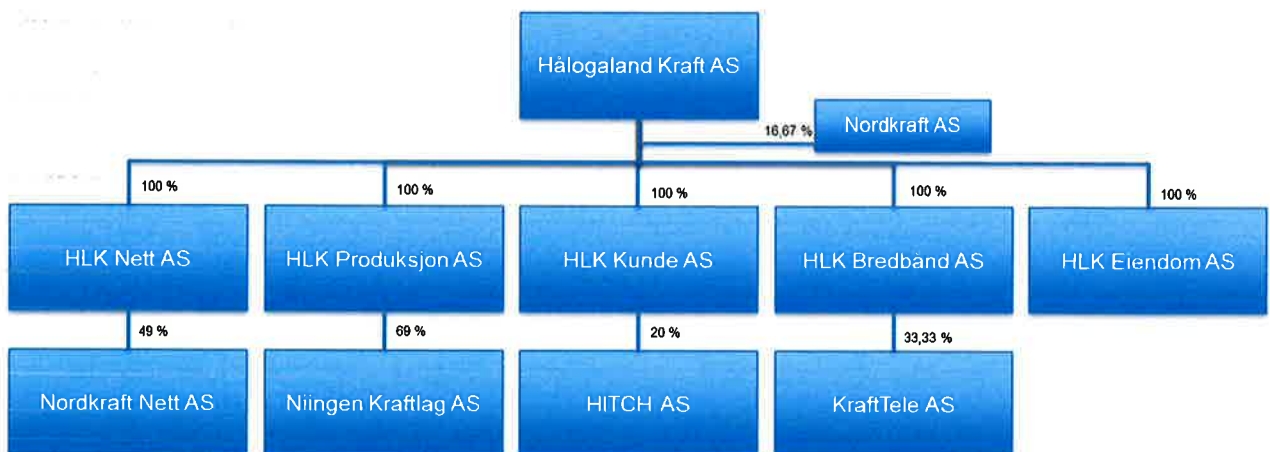 Hålogaland Kraft AS
16,67 %
Nordkraft AS
100 %
100 %
100 %
100 %
100 %
HLK Nett AS
HLK Produksjon AS
HLK Kunde AS
HLK Bredbånd AS
HLK Eiendom AS
49 %
69 %
20 %
33,33 %
Nordkraft Nett AS
Niingen Kraftlag AS
HITCH AS
KraftTele AS